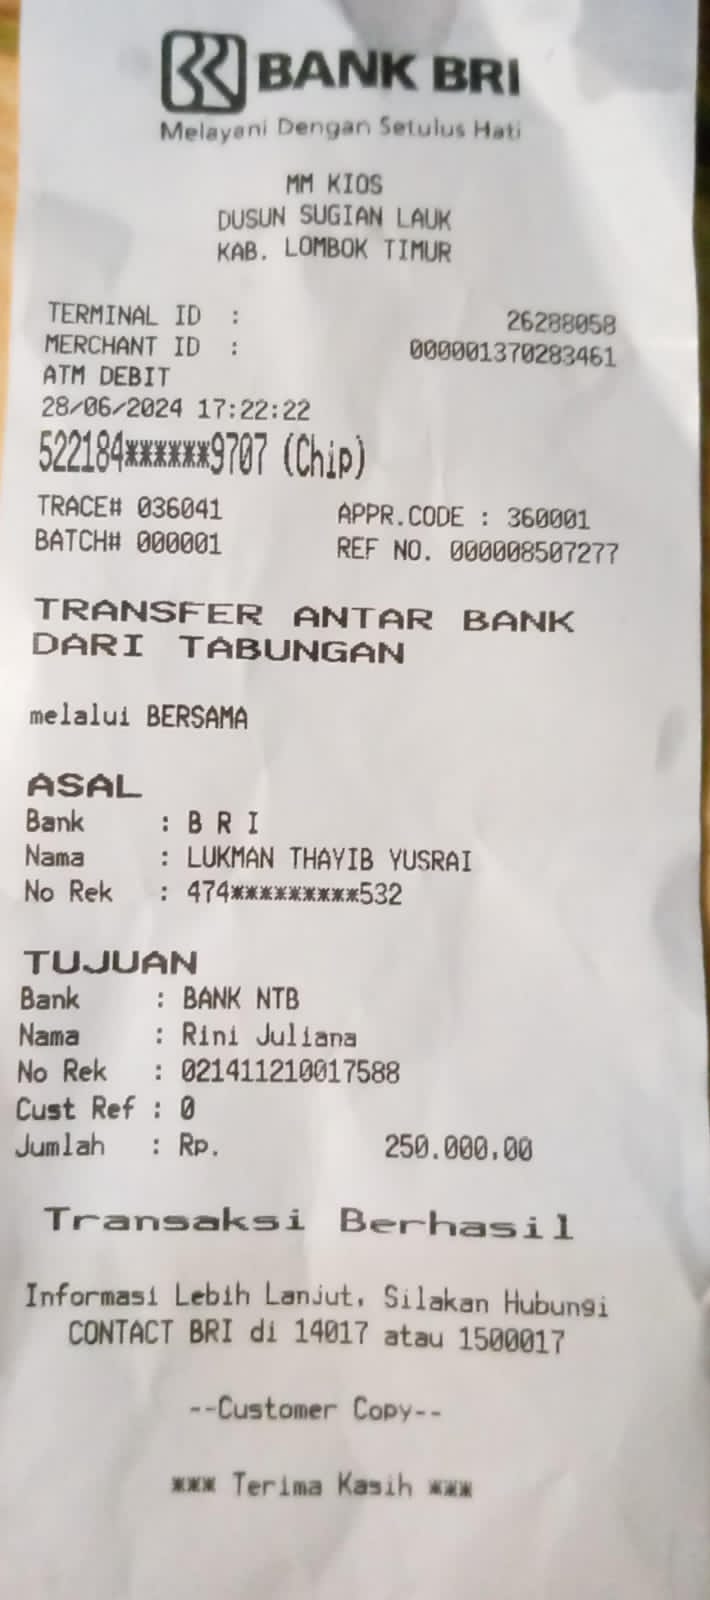 BANK BRI
Melayani Dengan Setulus Hati
MM KIOS
DUSUN SUGIAN LAUK
KAB. LOMBOK TIMUR
TERMINAL ID : 26288058
MERCHANT ID : 000001370283461
ATM DEBIT
28/06/2024 17:22:22
522184******9707 (Chip)
TRACE# 036041 APPR.CODE : 360001
BATCH# 000001 REF NO. 000008507277
TRANSFER ANTAR BANK
DARI TABUNGAN
melalui BERSAMA
ASAL
Bank : B R I
Nama : LUKMAN THAYIB YUSRAI
No Rek : 474*********532
TUJUAN
Bank : BANK NTB
Nama : Rini Juliana
No Rek : 021411210017588
Cust Ref : 0
Jumlah : Rp. 250.000,00
Transaksi Berhasil
Informasi Lebih Lanjut, Silakan Hubungi
CONTACT BRI di 14017 atau 1500017
--Customer Copy--
*** Terima Kasih ***